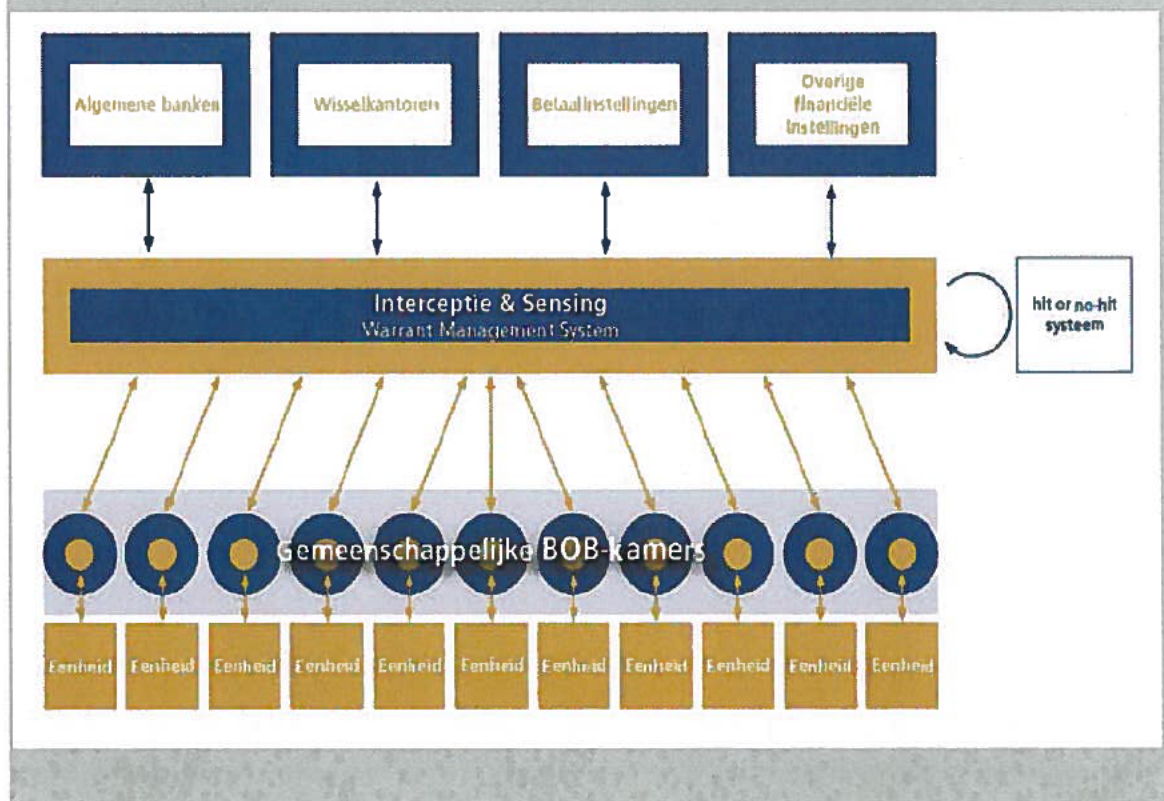 Algemene banken
Wisselkantoren
Betaalinstellingen
Overige
financiële
instellingen
Interceptie & Sensing
Warrant Management System
hit or no-hit
systeem
Gemeenschappelijke BOB-kamers
Eenheid
Eenheid
Eenheid
Eenheid
Eenheid
Eenheid
Eenheid
Eenheid
Eenheid
Eenheid
Eenheid